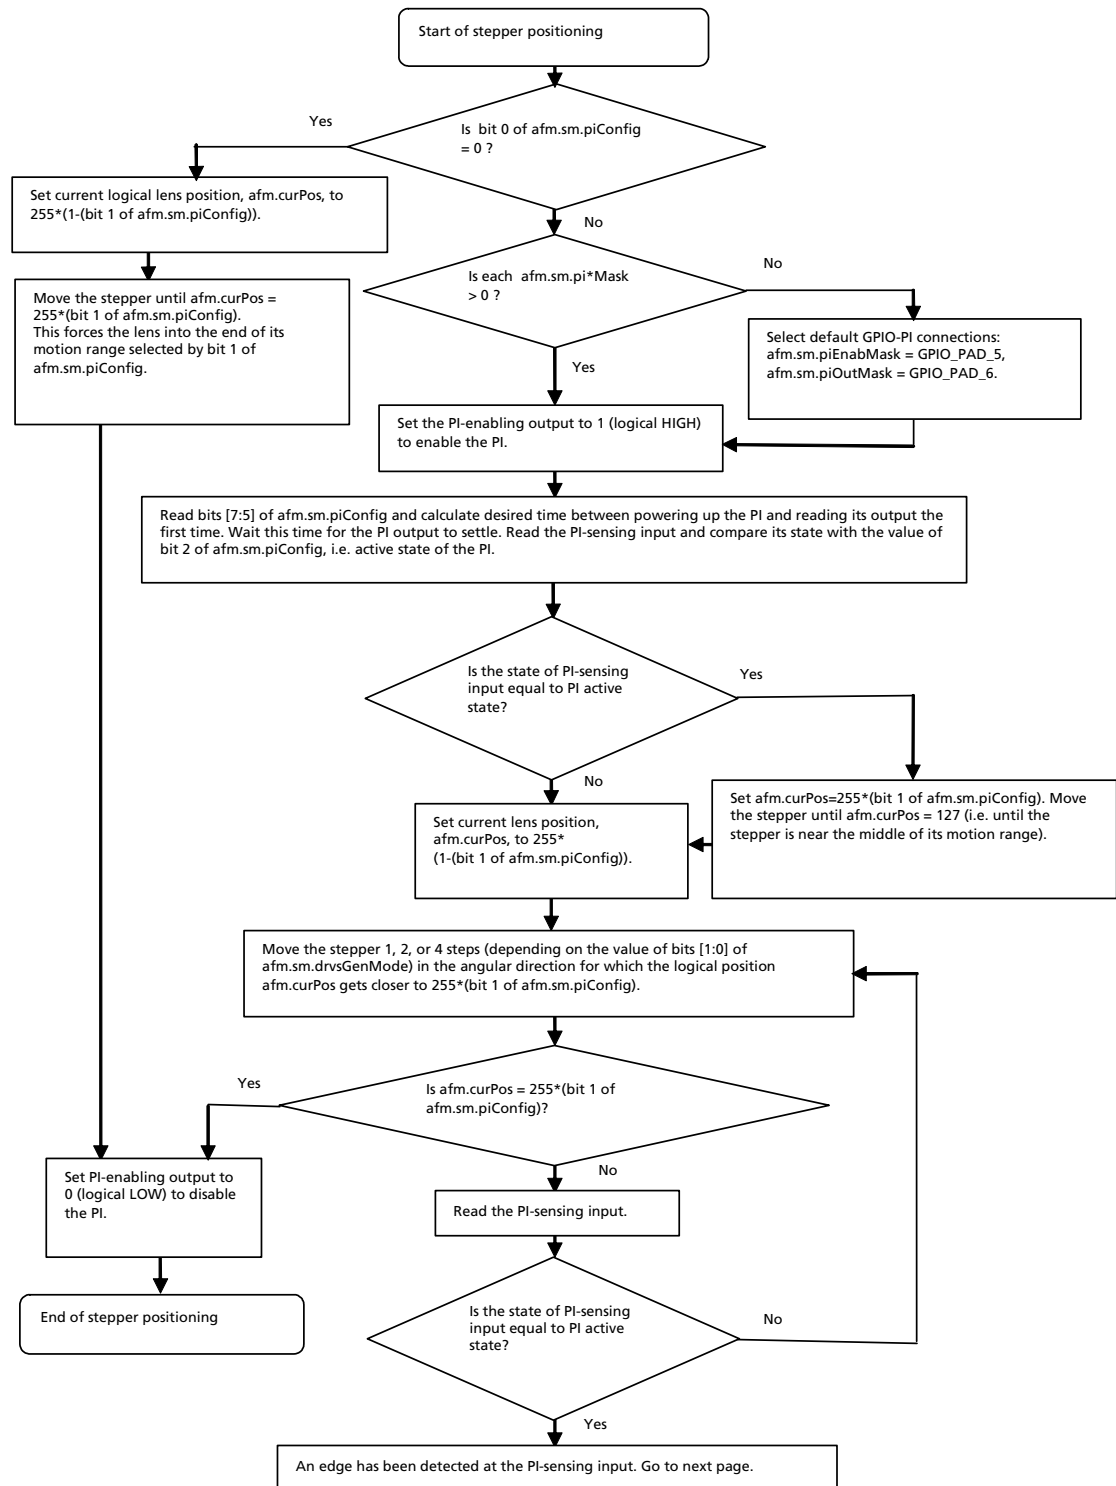 Start of stepper positioning
Yes
Is bit 0 of afm.sm.piConfig
= 0 ?
Set current logical lens position, afm.curPos, to
255*(1-(bit 1 of afm.sm.piConfig)).
No
Is each afm.sm.pi*Mask
> 0 ?
No
Move the stepper until afm.curPos =
255*(bit 1 of afm.sm.piConfig).
This forces the lens into the end of its
motion range selected by bit 1 of
afm.sm.piConfig.
Select default GPIO-PI connections:
afm.sm.piEnabMask = GPIO_PAD_5,
afm.sm.piOutMask = GPIO_PAD_6.
Yes
Set the PI-enabling output to 1 (logical HIGH)
to enable the PI.
Read bits [7:5] of afm.sm.piConfig and calculate desired time between powering up the PI and reading its output the
first time. Wait this time for the PI output to settle. Read the PI-sensing input and compare its state with the value of
bit 2 of afm.sm.piConfig, i.e. active state of the PI.
Is the state of PI-sensing
input equal to PI active
state?
Yes
No
Set afm.curPos=255*(bit 1 of afm.sm.piConfig). Move
the stepper until afm.curPos = 127 (i.e. until the
stepper is near the middle of its motion range).
Set current lens position,
afm.curPos, to 255*
(1-(bit 1 of afm.sm.piConfig)).
Move the stepper 1, 2, or 4 steps (depending on the value of bits [1:0] of
afm.sm.drvsGenMode) in the angular direction for which the logical position
afm.curPos gets closer to 255*(bit 1 of afm.sm.piConfig).
Yes
Is afm.curPos = 255*(bit 1 of
afm.sm.piConfig)?
No
Set PI-enabling output to
0 (logical LOW) to disable
the PI.
Read the PI-sensing input.
End of stepper positioning
Is the state of PI-sensing
input equal to PI active
state?
No
Yes
An edge has been detected at the PI-sensing input. Go to next page.